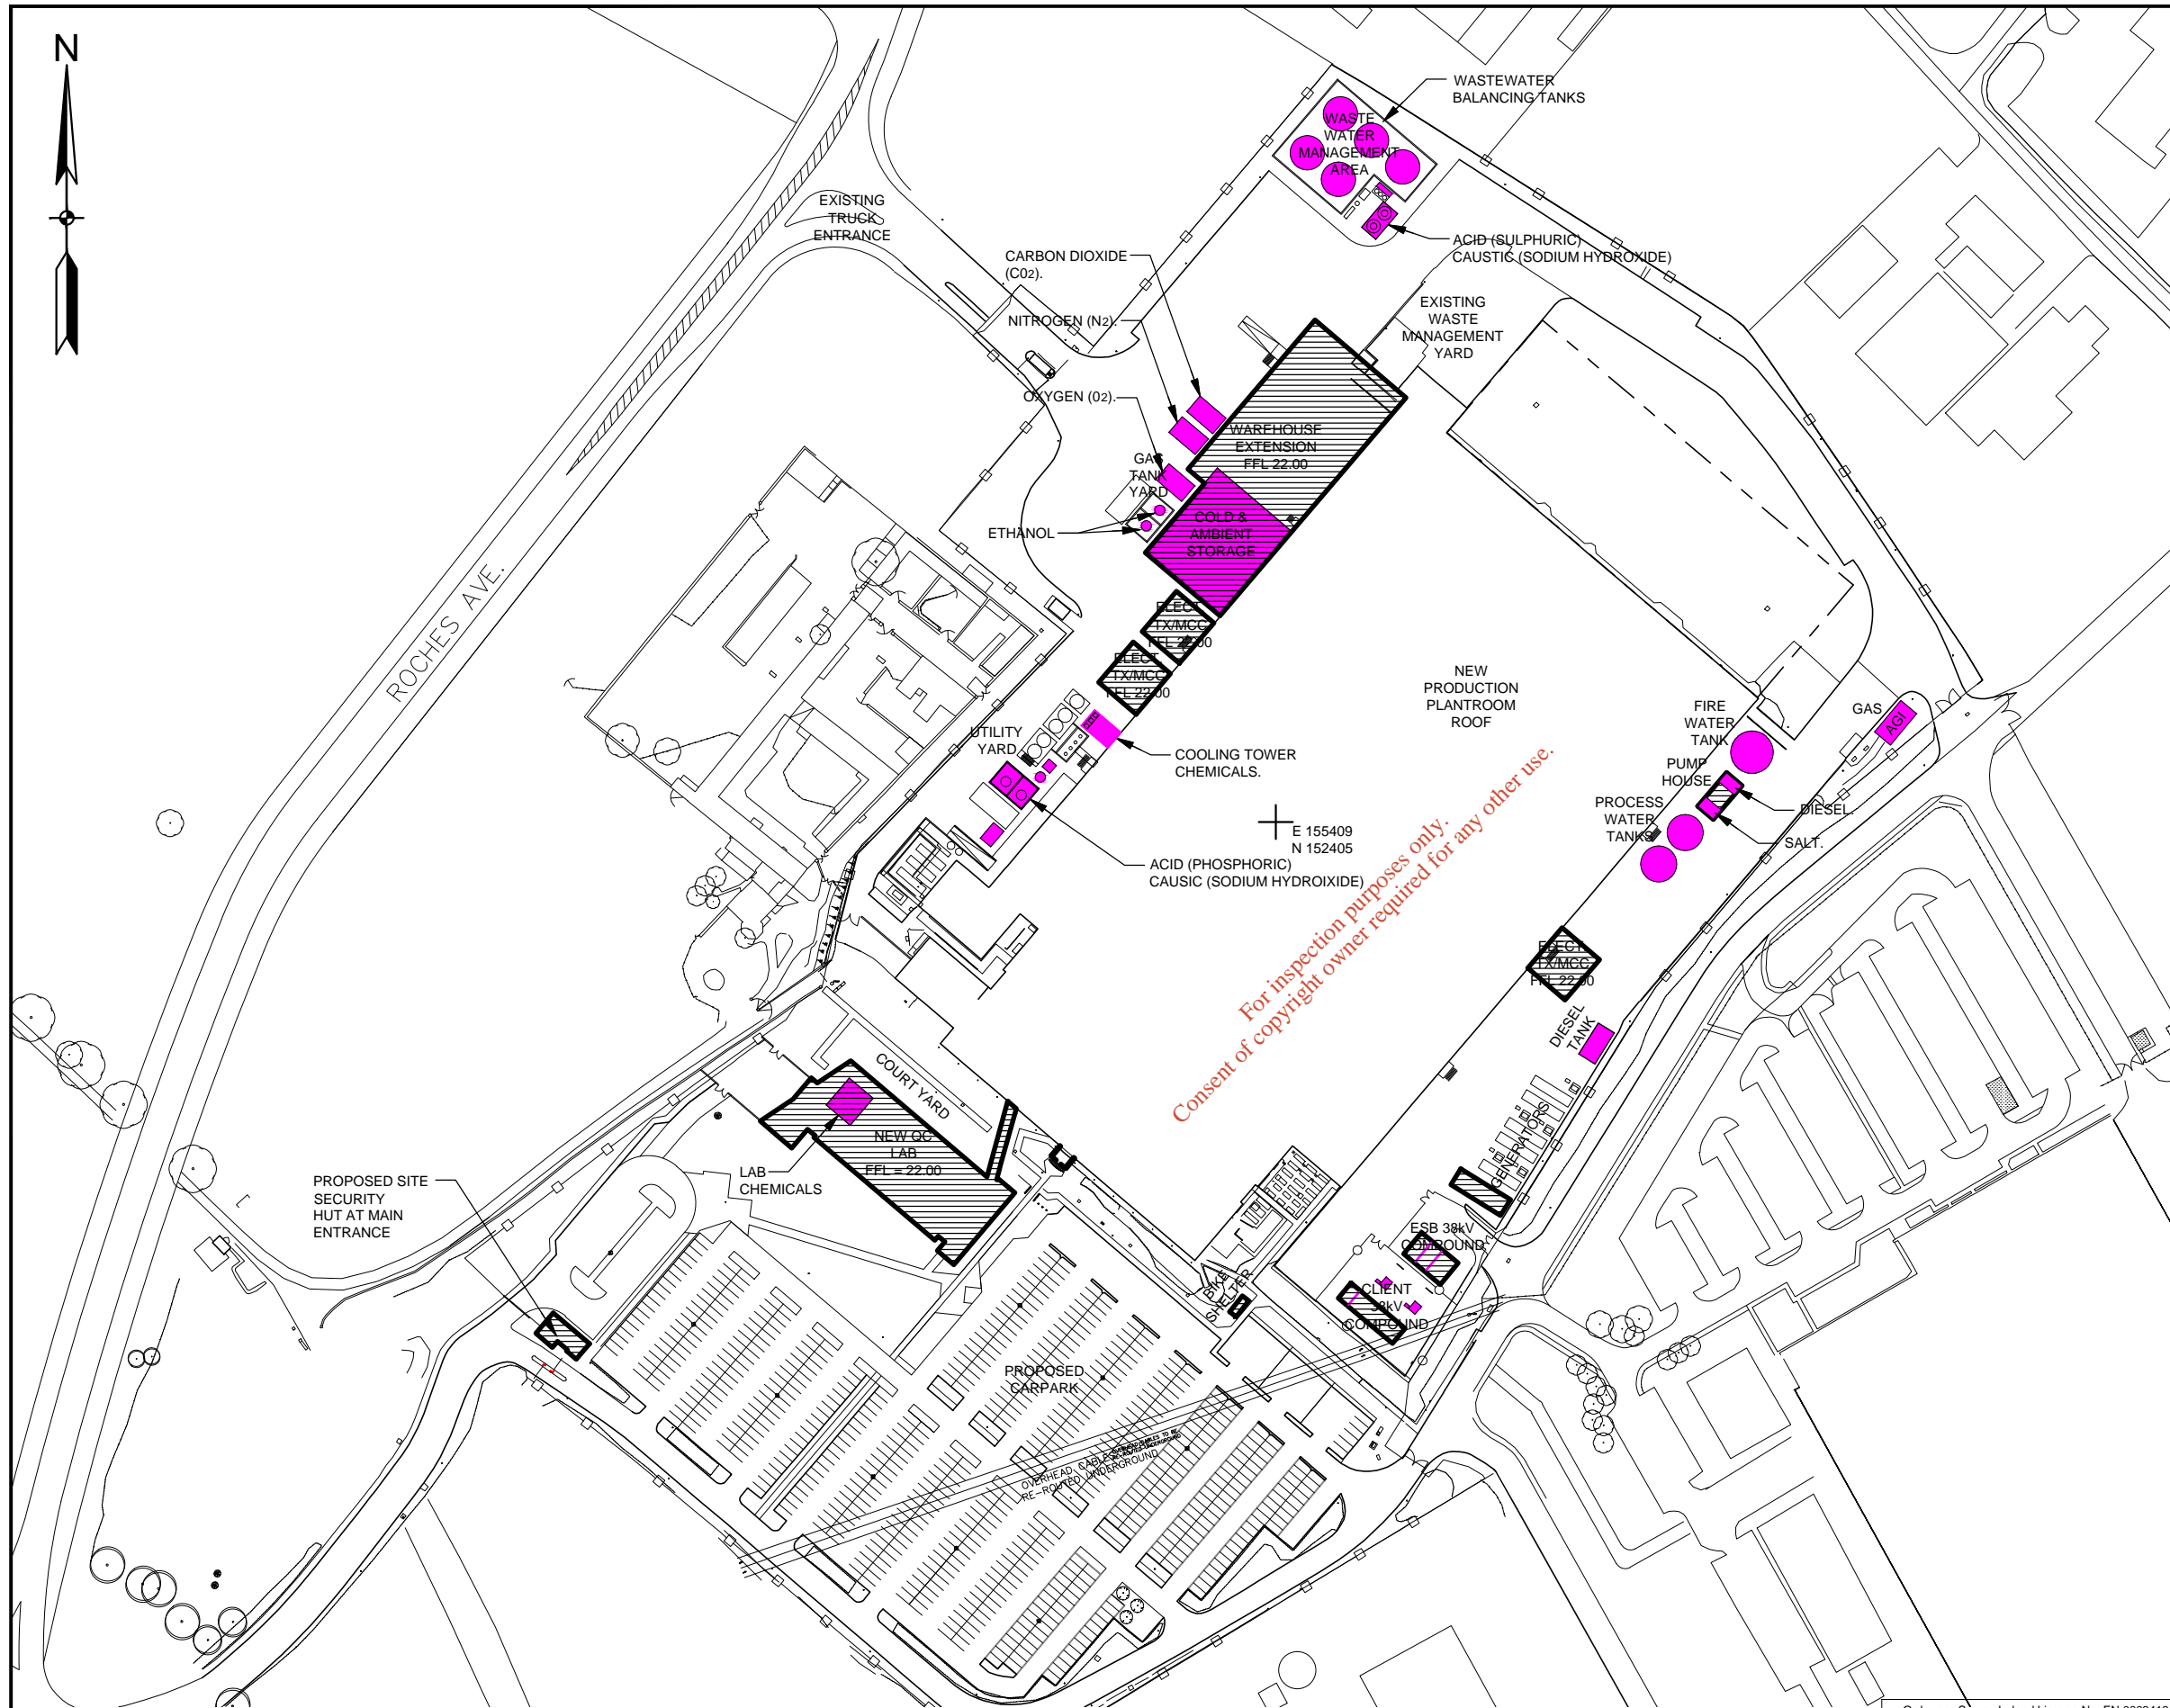 N
WASTEWATER
BALANCING TANKS
WASTE
WATER
MANAGEMENT
AREA
EXISTING
TRUCK
ENTRANCE
ACID (SULPHURIC)
CAUSTIC (SODIUM HYDROXIDE)
CARBON DIOXIDE
(C02).
NITROGEN (N2).
OXYGEN (02).
EXISTING
WASTE
MANAGEMENT
YARD
WAREHOUSE
EXTENSION
FFL 22.00
GAS
TANK
YARD
ETHANOL
COLD &
AMBIENT
STORAGE
ROCHES AVE.
ELECT
TX/MCC
FFL 22.00
ELECT
TX/MCC
FFL 22.00
NEW
PRODUCTION
PLANTROOM
ROOF
UTILITY
YARD
COOLING TOWER
CHEMICALS.
FIRE
WATER
TANK
GAS
AGI
PUMP
HOUSE
DIESEL.
PROCESS
WATER
TANKS
SALT.
E 155409
N 152405
ACID (PHOSPHORIC)
CAUSIC (SODIUM HYDROIXIDE)
For inspection purposes only.
Consent of copyright owner required for any other use.
ELECT
TX/MCC
FFL 22.00
DIESEL
TANK
COURT YARD
NEW QC
LAB
FFL = 22.00
LAB
CHEMICALS
GENERATORS
PROPOSED SITE
SECURITY
HUT AT MAIN
ENTRANCE
ESB 38kV
COMPOUND
CLIENT
38kV
COMPOUND
BIKE
SHELTER
PROPOSED
CARPARK
OVERHEAD CABLES
RE-ROUTED UNDERGROUND